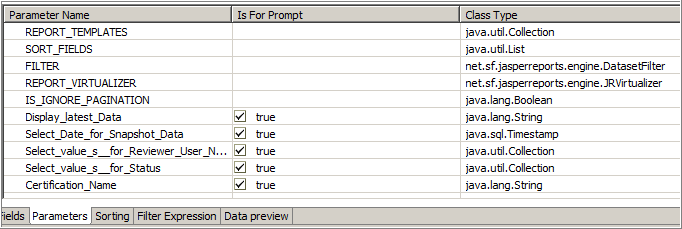 Parameter Name Is For Prompt Class Type
REPORT_TEMPLATES java.util.Collection
SORT_FIELDS java.util.List
FILTER net.sf.jasperreports.engine.DatasetFilter
REPORT_VIRTUALIZER net.sf.jasperreports.engine.JRVirtualizer
IS_IGNORE_PAGINATION java.lang.Boolean
Display_latest_Data true java.lang.String
Select_Date_for_Snapshot_Data true java.sql.Timestamp
Select_value_s__for_Reviewer_User_N... true java.util.Collection
Select_value_s__for_Status true java.util.Collection
Certification_Name true java.lang.String
ields Parameters Sorting Filter Expression Data preview